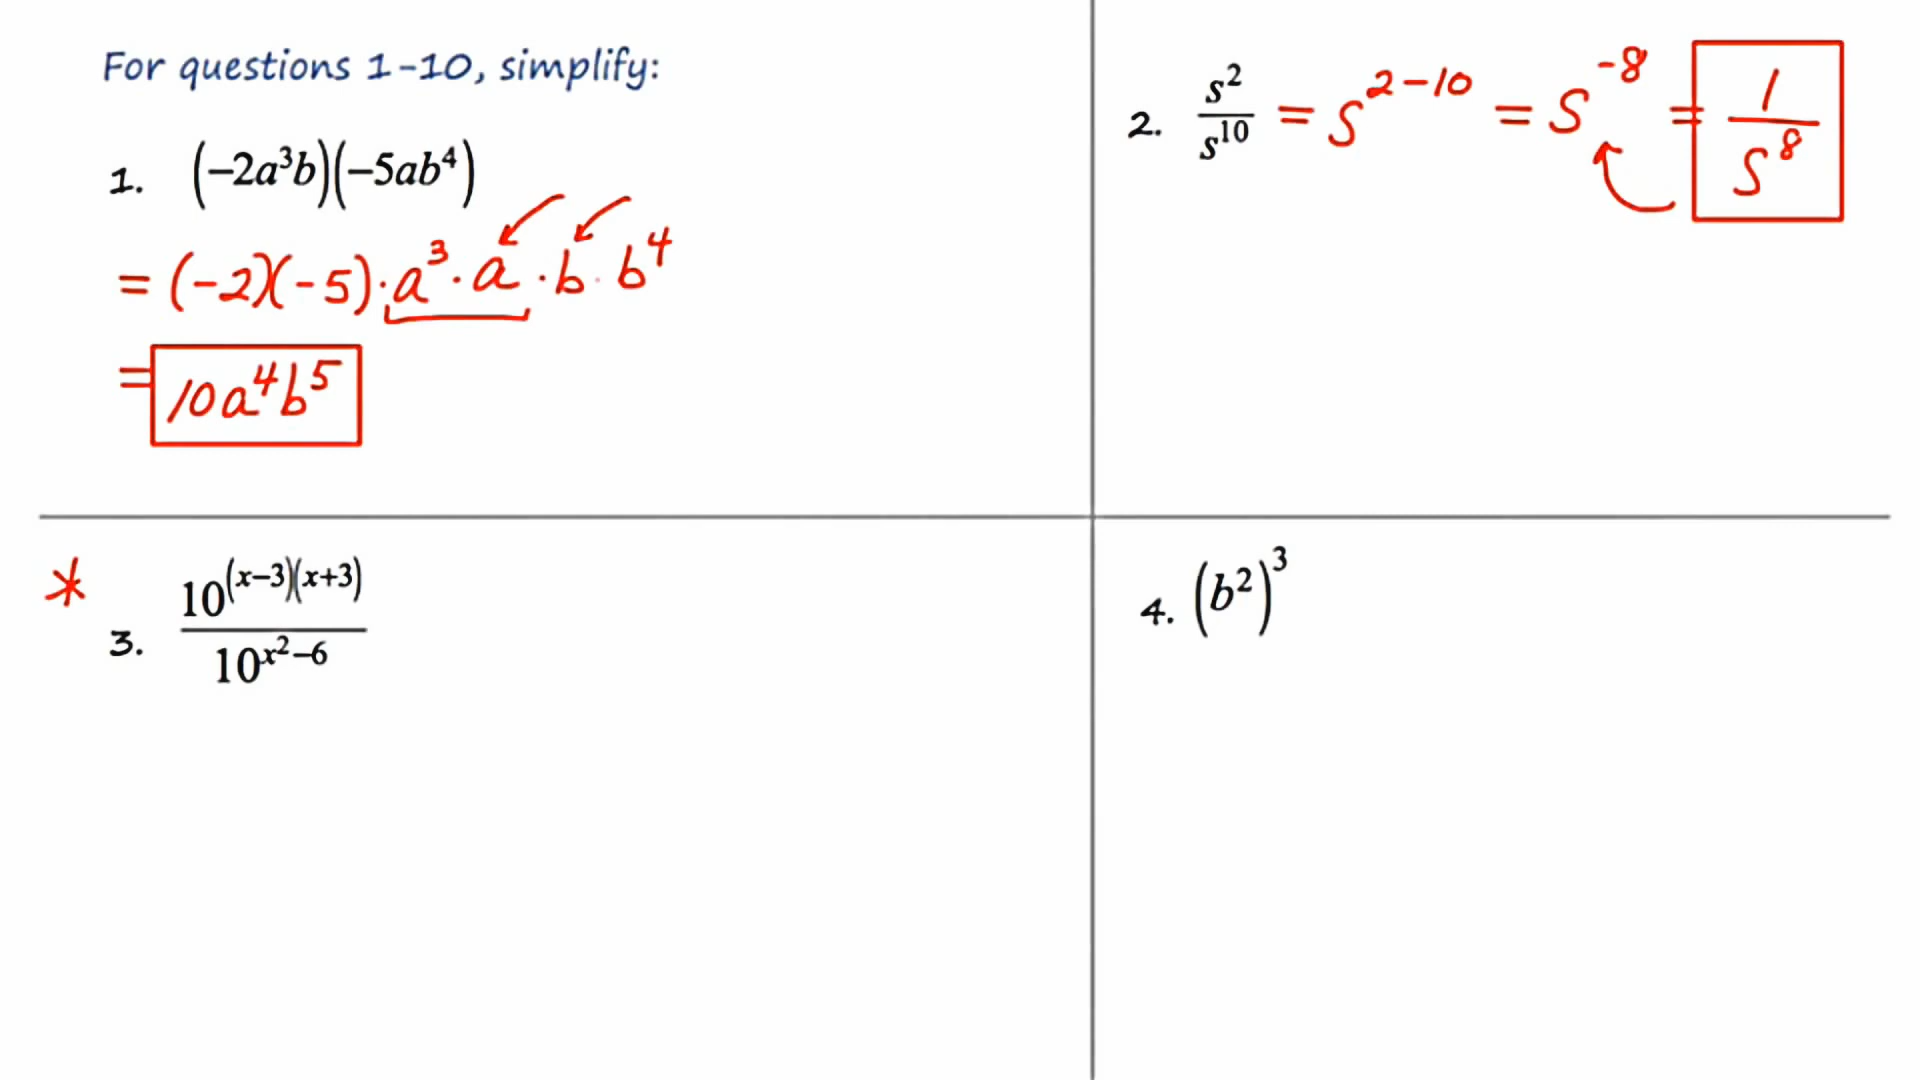 For questions 1-10, simplify:
1. (−2a³b)(−5ab⁴)
= (-2)(-5)·a³·a·b·b⁴
= 10a⁴b⁵
2. s²/s¹⁰ = s²⁻¹⁰ = s⁻⁸ = 1/s⁸
* 3. 10^((x−3)(x+3)) / 10^(x²−6)
4. (b²)³